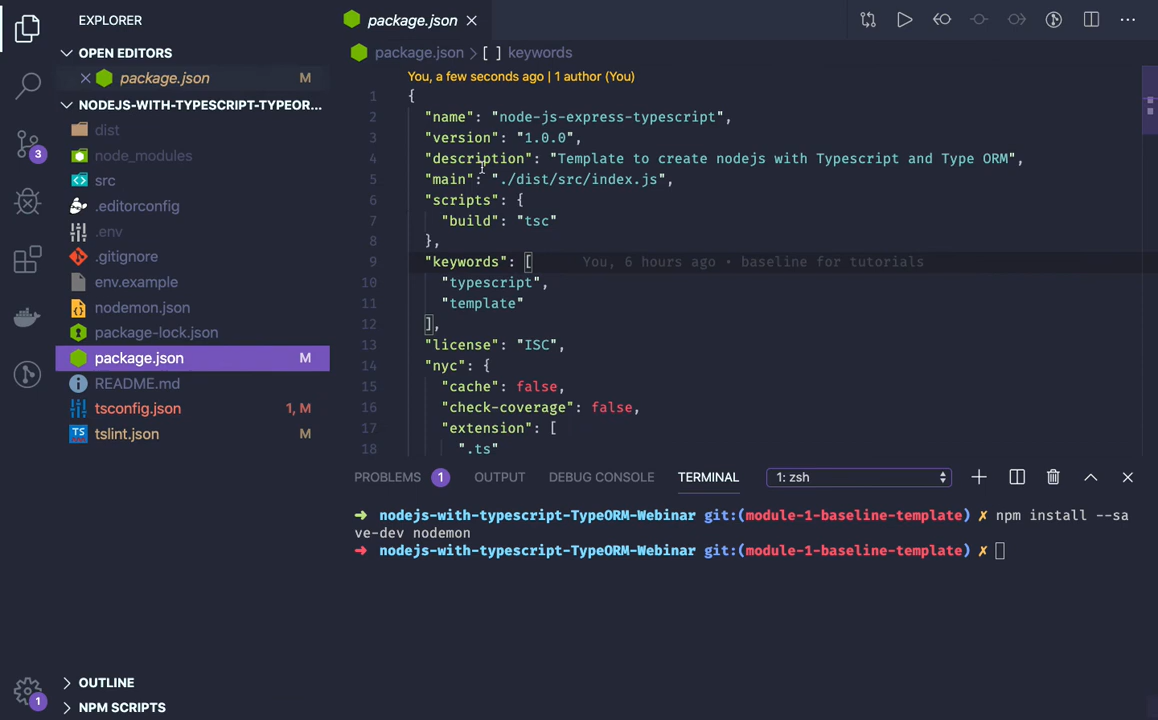 EXPLORER
OPEN EDITORS
package.json M
NODEJS-WITH-TYPESCRIPT-TYPEOR...
dist
node_modules
src
.editorconfig
.env
.gitignore
env.example
nodemon.json
package-lock.json
package.json M
README.md
tsconfig.json 1, M
TS tslint.json M
OUTLINE
NPM SCRIPTS
3
1
package.json
package.json > [ ] keywords
You, a few seconds ago | 1 author (You)
1 {
2 "name": "node-js-express-typescript",
3 "version": "1.0.0",
4 "description": "Template to create nodejs with Typescript and Type ORM",
5 "main": "./dist/src/index.js",
6 "scripts": {
7 "build": "tsc"
8 },
9 "keywords": [ You, 6 hours ago • baseline for tutorials
10 "typescript",
11 "template"
12 ],
13 "license": "ISC",
14 "nyc": {
15 "cache": false,
16 "check-coverage": false,
17 "extension": [
18 ".ts"
PROBLEMS 1 OUTPUT DEBUG CONSOLE TERMINAL 1: zsh
➜ nodejs-with-typescript-TypeORM-Webinar git:(module-1-baseline-template) ✗ npm install --sa
ve-dev nodemon
➜ nodejs-with-typescript-TypeORM-Webinar git:(module-1-baseline-template) ✗